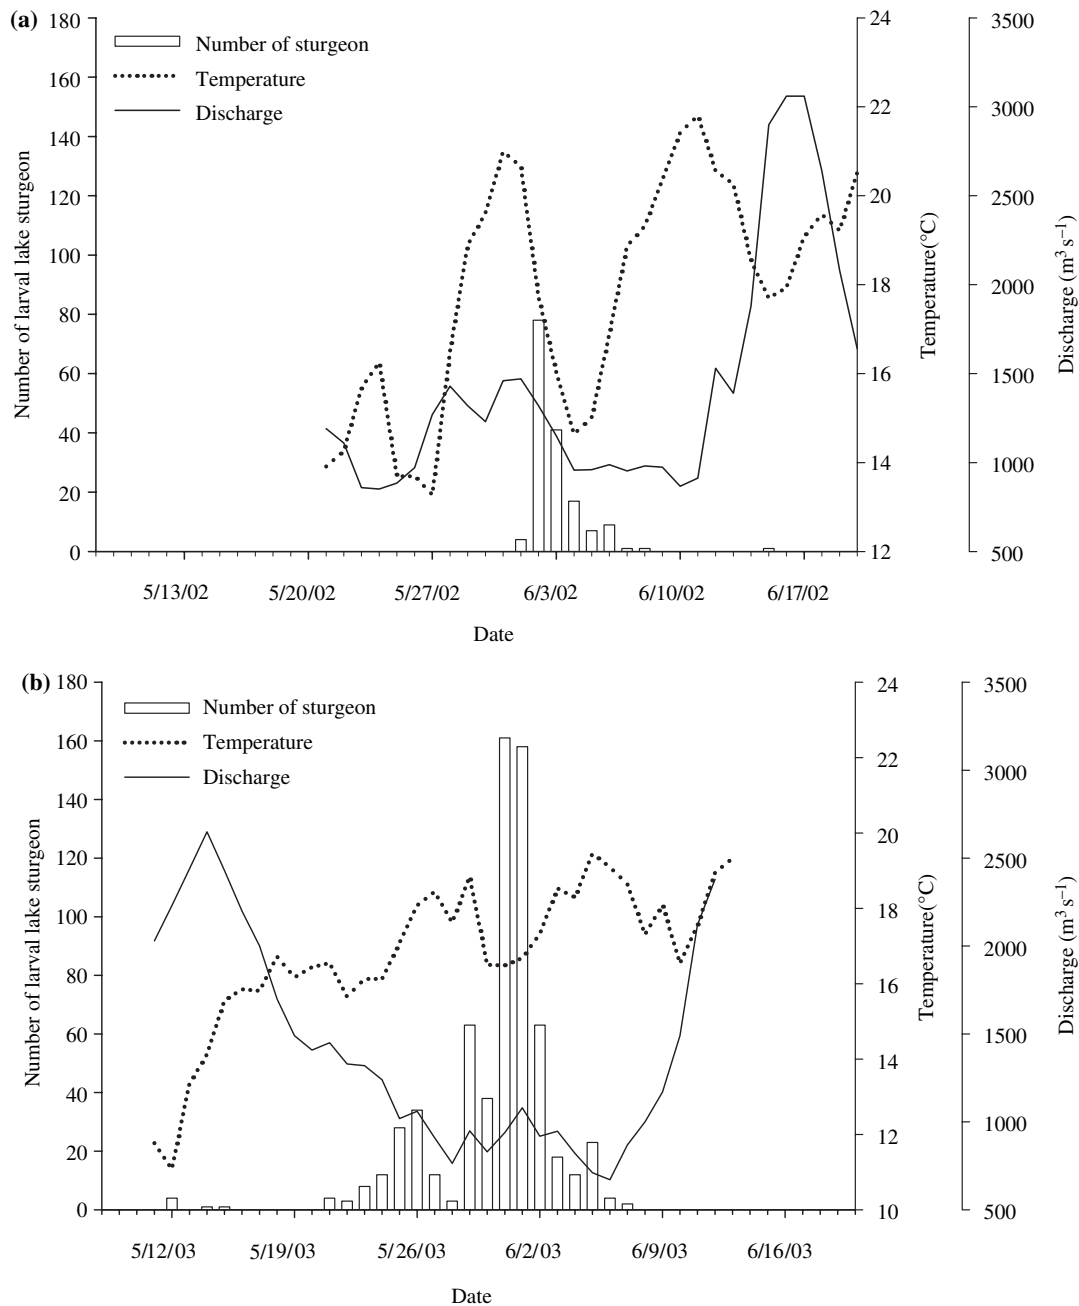 (a)
180
160
140
120
100
80
60
40
20
0
Number of larval lake sturgeon
Number of sturgeon
Temperature
Discharge
24
22
20
18
16
14
12
Temperature(°C)
3500
3000
2500
2000
1500
1000
500
Discharge (m³ s⁻¹)
5/13/02 5/20/02 5/27/02 6/3/02 6/10/02 6/17/02
Date
(b)
180
160
140
120
100
80
60
40
20
0
Number of larval lake sturgeon
Number of sturgeon
Temperature
Discharge
24
22
20
18
16
14
12
10
Temperature(°C)
3500
3000
2500
2000
1500
1000
500
Discharge (m³ s⁻¹)
5/12/03 5/19/03 5/26/03 6/2/03 6/9/03 6/16/03
Date